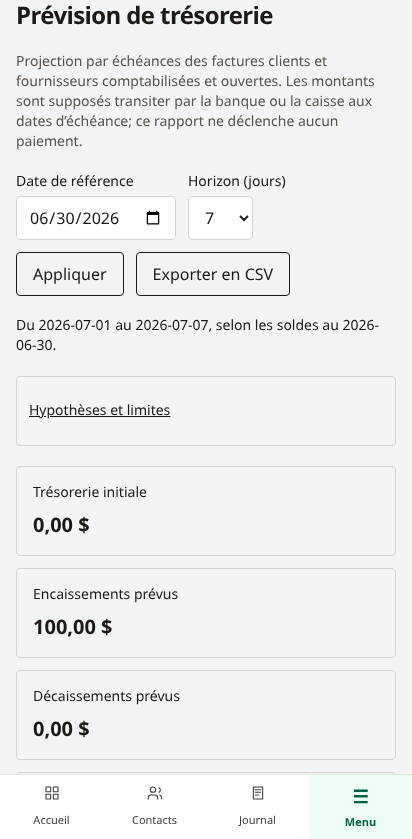 Prévision de trésorerie
Projection par échéances des factures clients et
fournisseurs comptabilisées et ouvertes. Les montants
sont supposés transiter par la banque ou la caisse aux
dates d’échéance; ce rapport ne déclenche aucun
paiement.
Date de référence
Horizon (jours)
06/30/2026
7
Appliquer
Exporter en CSV
Du 2026-07-01 au 2026-07-07, selon les soldes au 2026-
06-30.
Hypothèses et limites
Trésorerie initiale
0,00 $
Encaissements prévus
100,00 $
Décaissements prévus
0,00 $
Accueil
Contacts
Journal
Menu